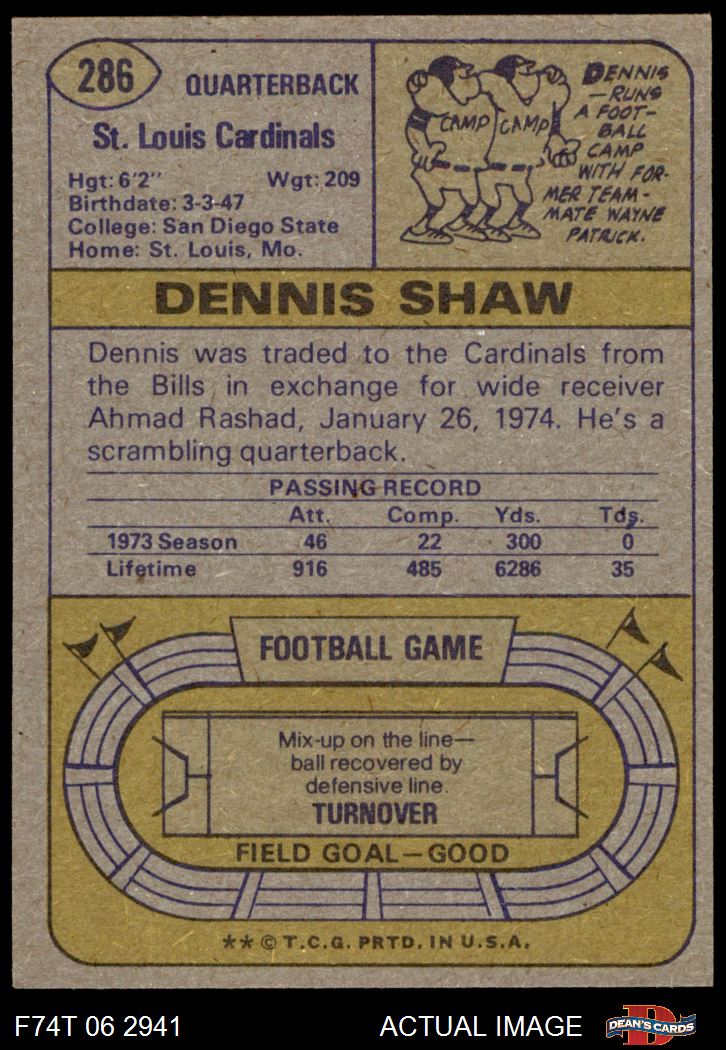 286
QUARTERBACK
St. Louis Cardinals
Hgt: 6'2" Wgt: 209
Birthdate: 3-3-47
College: San Diego State
Home: St. Louis, Mo.
CAMP CAMP
DENNIS
—RUNS
A FOOT-
BALL
CAMP
WITH FOR-
MER TEAM-
MATE WAYNE
PATRICK.
DENNIS SHAW
Dennis was traded to the Cardinals from
the Bills in exchange for wide receiver
Ahmad Rashad, January 26, 1974. He's a
scrambling quarterback.
PASSING RECORD
Att. Comp. Yds. Tds.
1973 Season 46 22 300 0
Lifetime 916 485 6286 35
FOOTBALL GAME
Mix-up on the line—
ball recovered by
defensive line.
TURNOVER
FIELD GOAL—GOOD
** © T.C.G. PRTD. IN U.S.A.
F74T 06 2941 ACTUAL IMAGE D DEAN'S CARDS